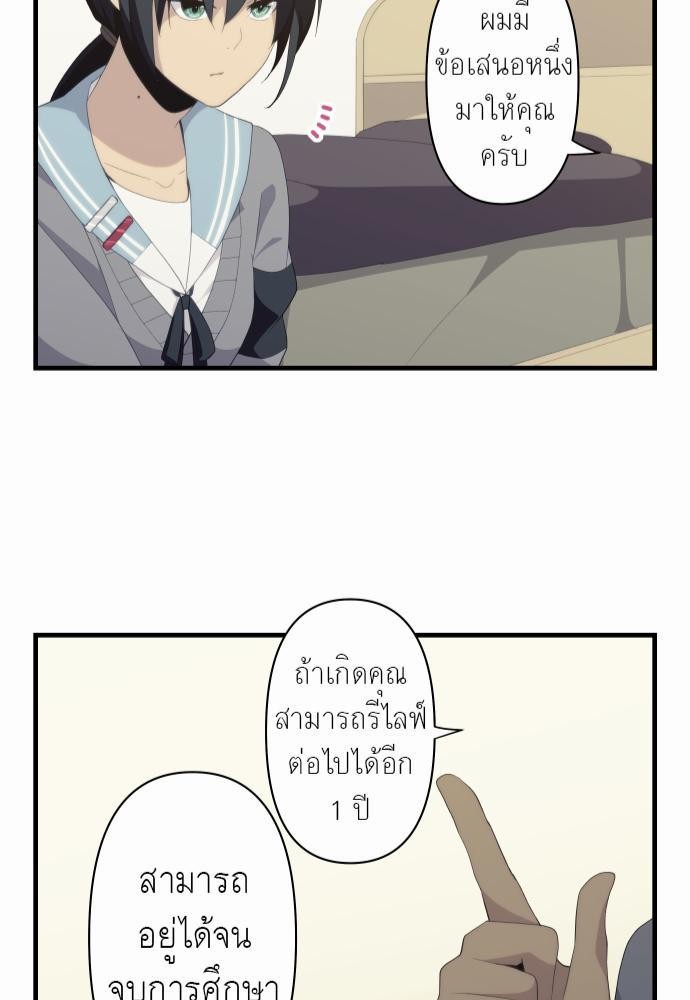 ผมมี
ข้อเสนอหนึ่ง
มาให้คุณ
ครับ
ถ้าเกิดคุณ
สามารถรีไลฟ์
ต่อไปได้อีก
1 ปี
สามารถ
อยู่ได้จน
จบการศึกษา